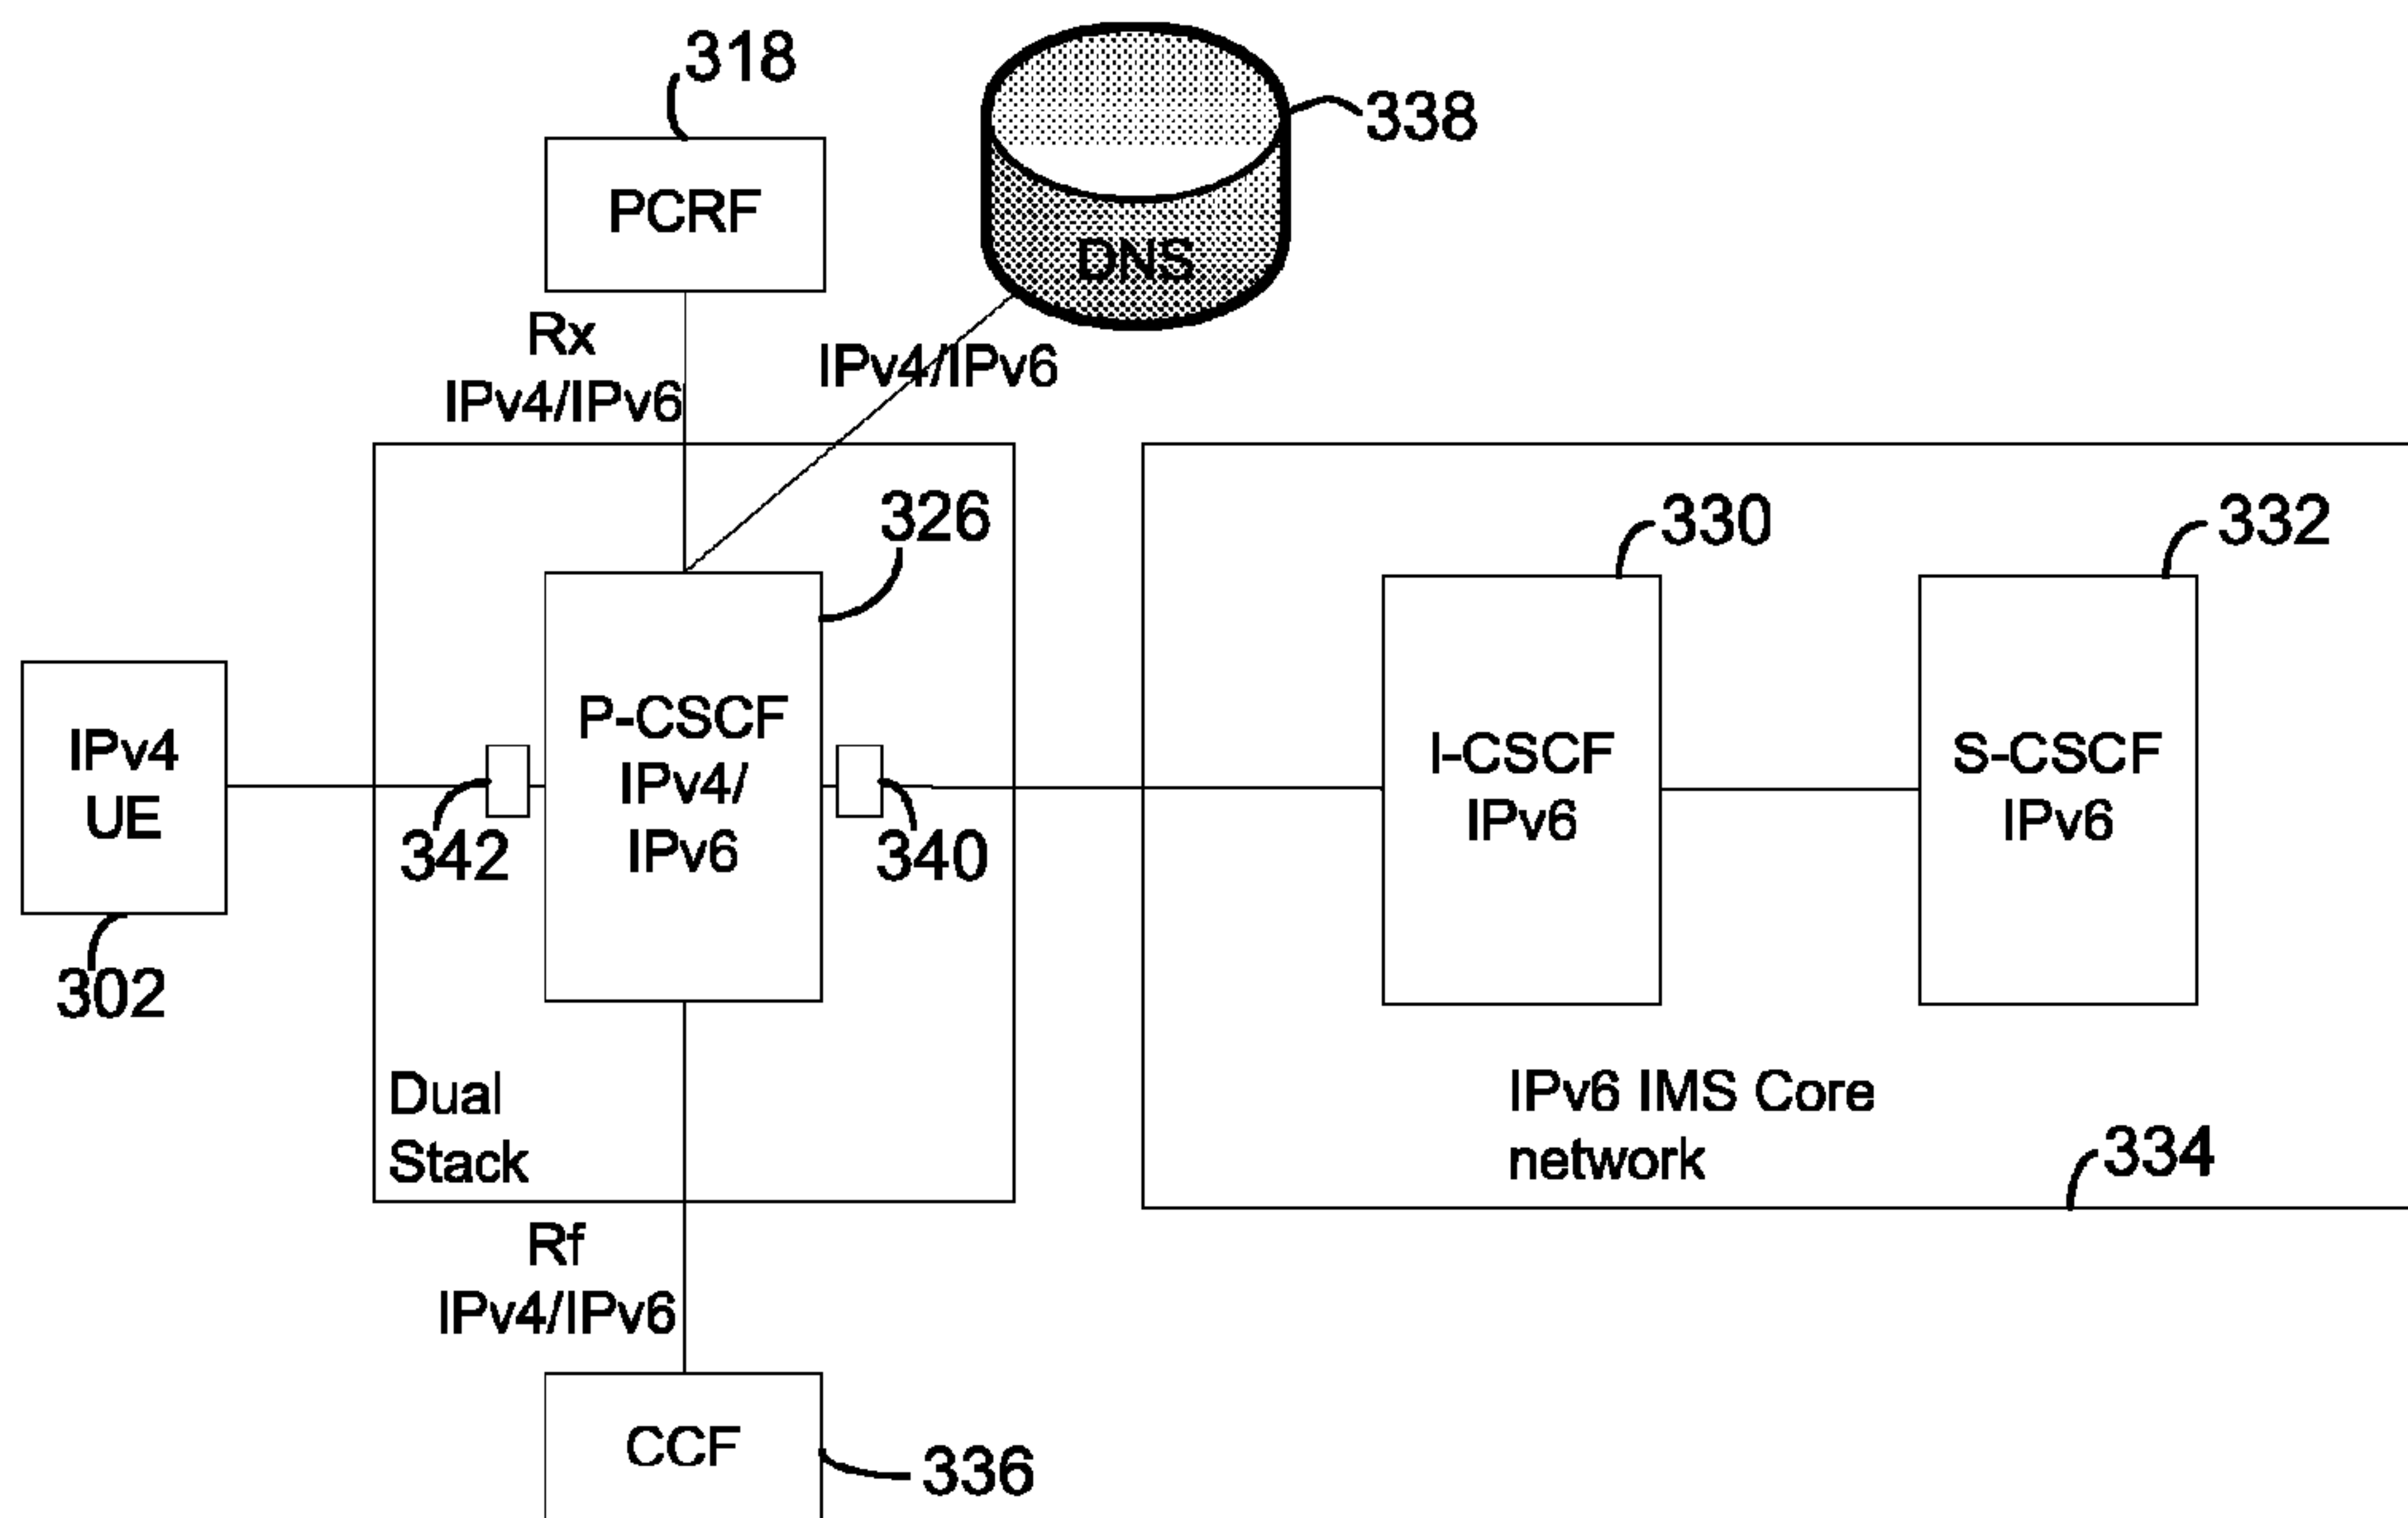 318
PCRF
338
DNS
Rx
IPv4/IPv6
IPv4/IPv6
326
330
332
IPv4
UE
302
342
P-CSCF
IPv4/
IPv6
340
I-CSCF
IPv6
S-CSCF
IPv6
Dual
Stack
IPv6 IMS Core
network
334
Rf
IPv4/IPv6
CCF
336